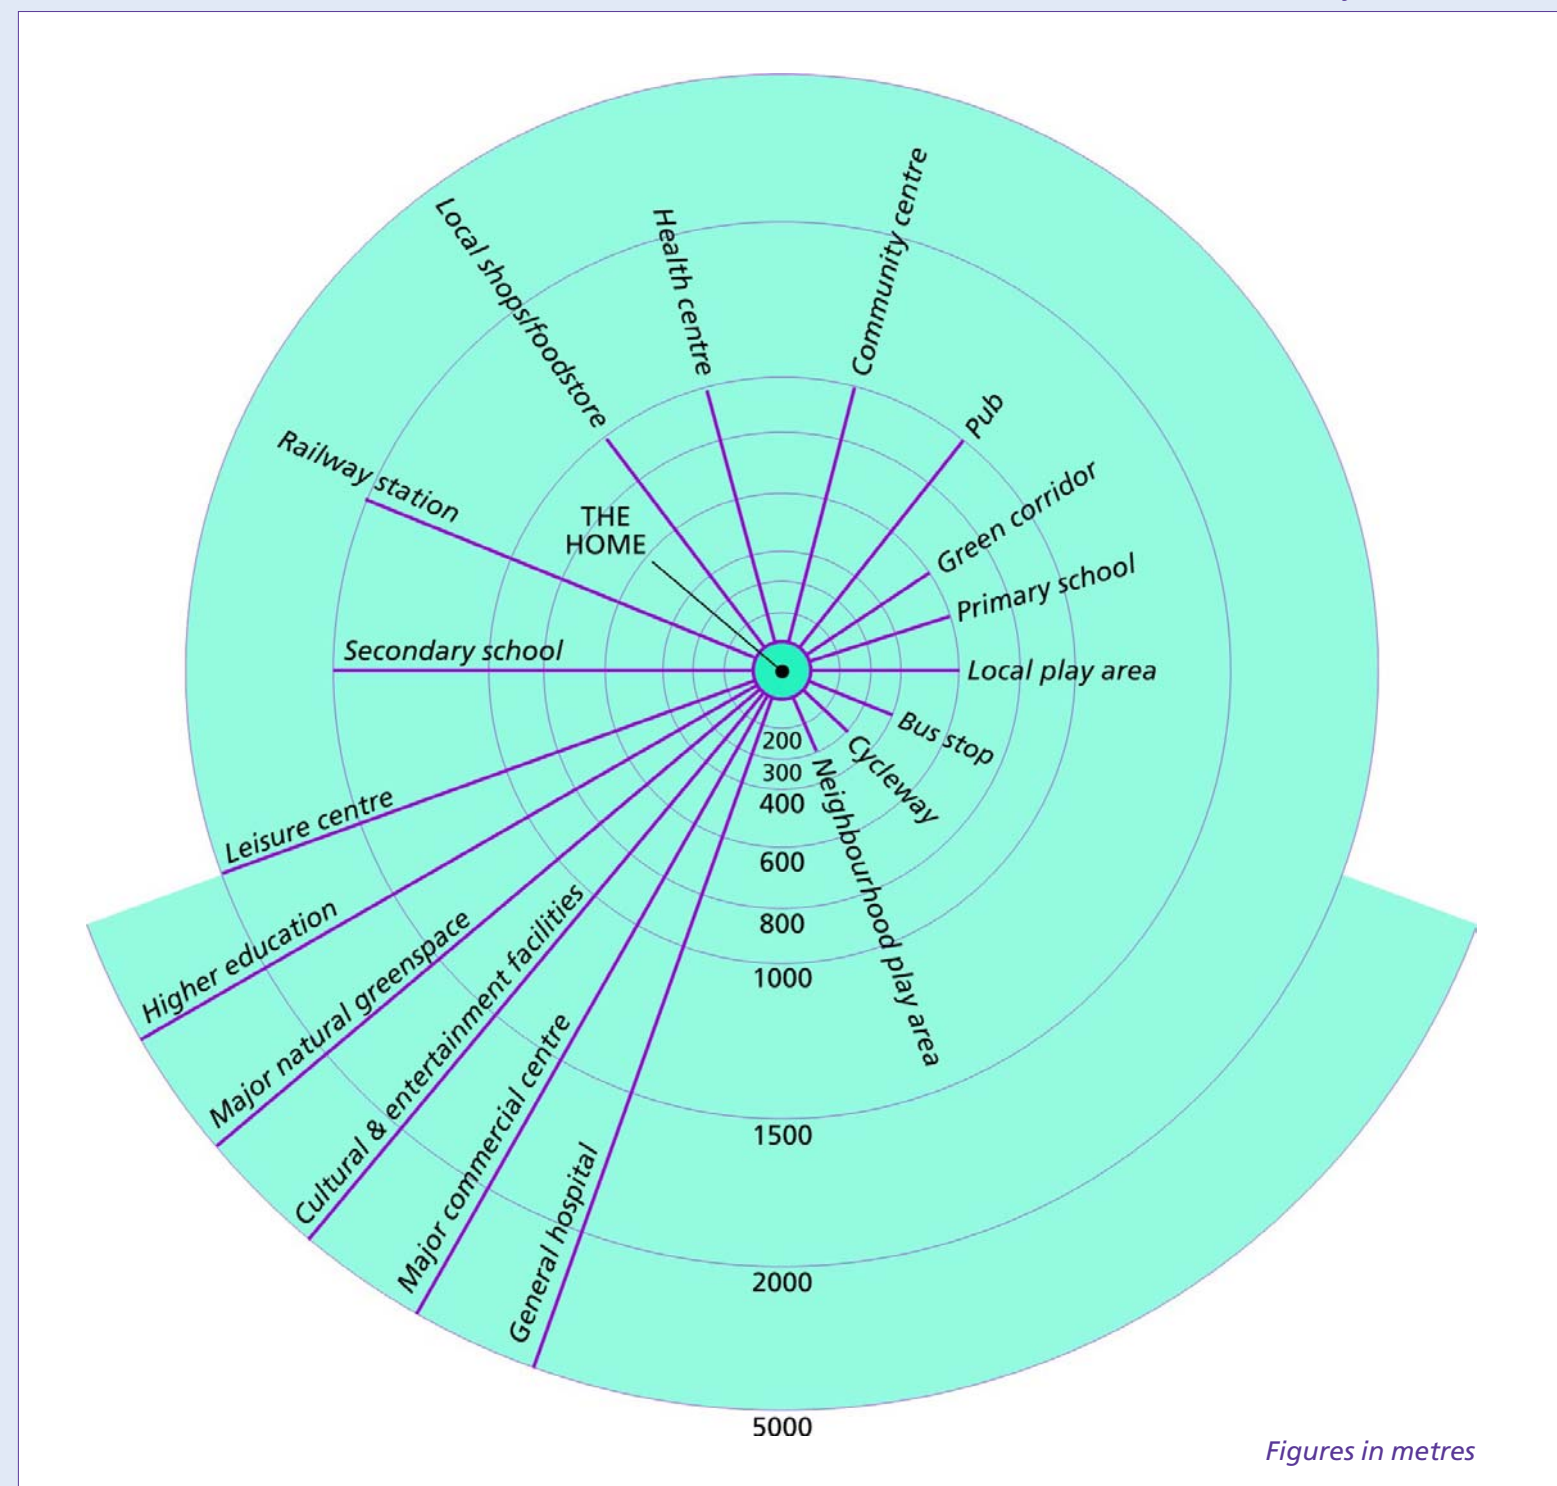 Community centre
Health centre
Local shops/foodstore
Pub
Railway station
Green corridor
THE
HOME
Primary school
Secondary school
Local play area
Bus stop
Cycleway
Neighbourhood play area
200
300
400
600
800
1000
1500
2000
5000
Leisure centre
Higher education
Major natural greenspace
Cultural & entertainment facilities
Major commercial centre
General hospital
Figures in metres